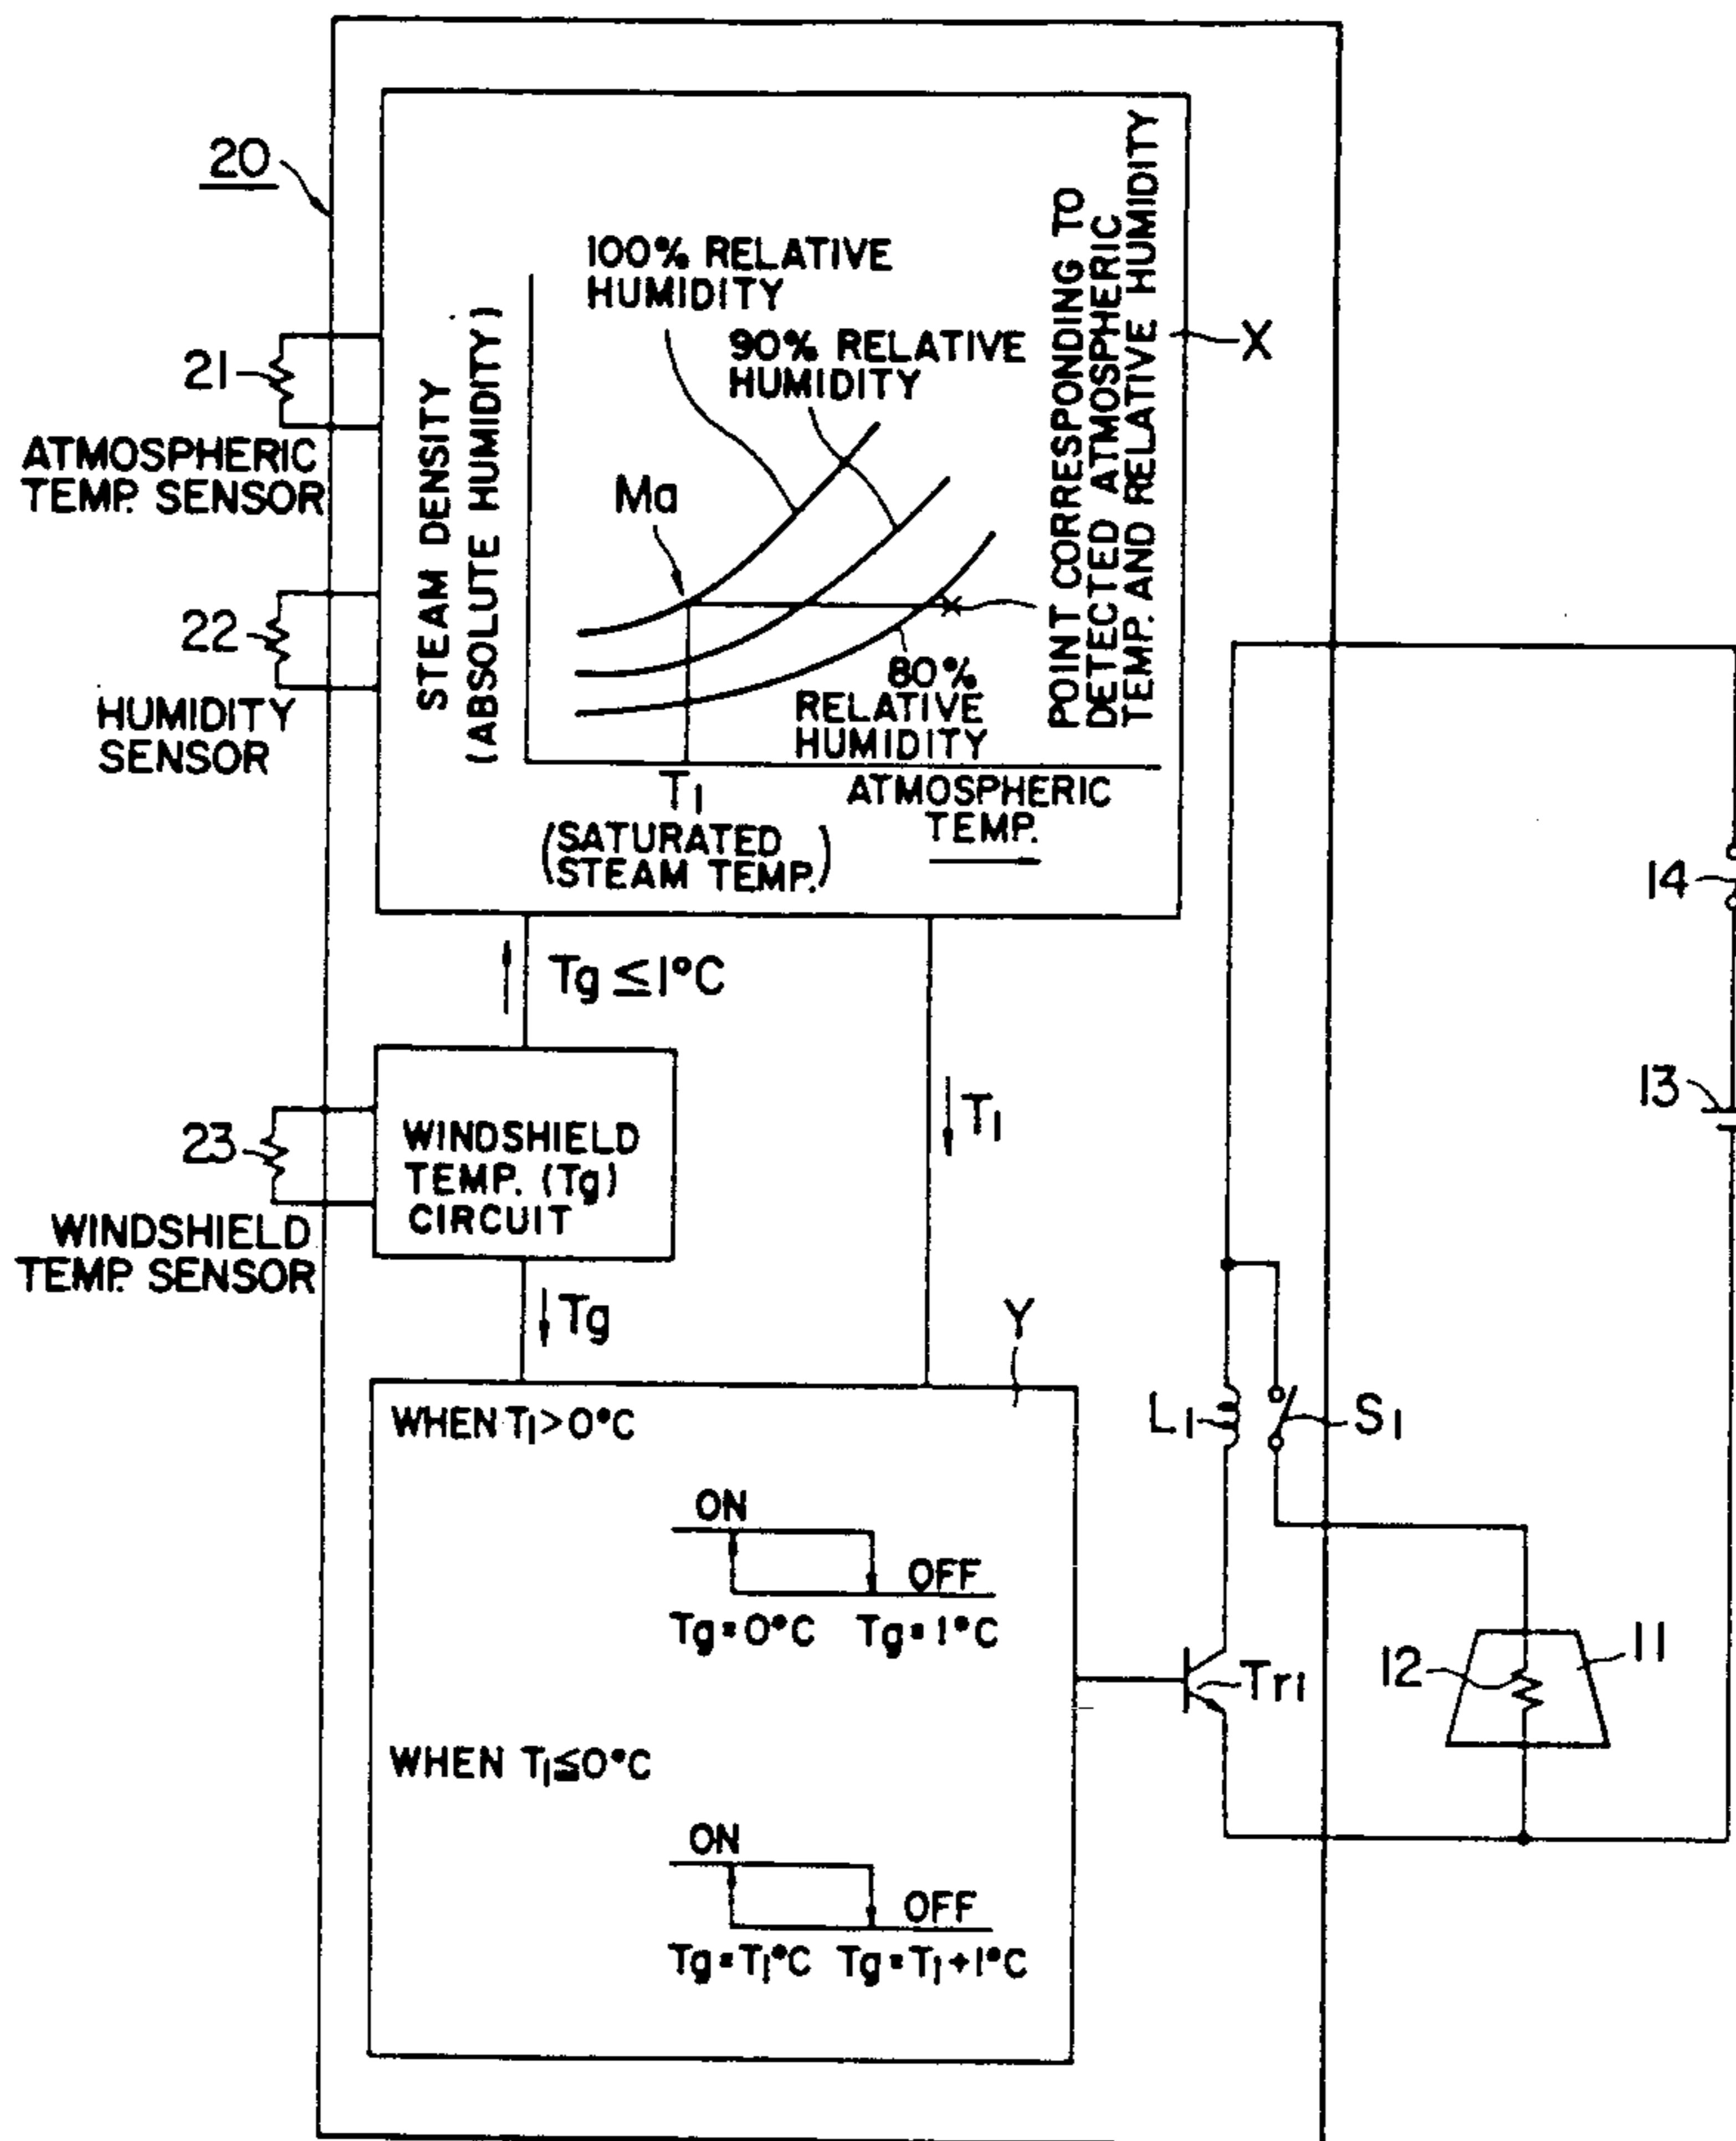 20
100% RELATIVE
HUMIDITY
90% RELATIVE
HUMIDITY
POINT CORRESPONDING TO
DETECTED ATMOSPHERIC
TEMP. AND RELATIVE HUMIDITY
X
21
ATMOSPHERIC
TEMP. SENSOR
STEAM DENSITY
(ABSOLUTE HUMIDITY)
Ma
22
HUMIDITY
SENSOR
80%
RELATIVE
HUMIDITY
T1
(SATURATED
STEAM TEMP.)
ATMOSPHERIC
TEMP.
14
Tg ≦ 1°C
13
T1
23
WINDSHIELD
TEMP. SENSOR
WINDSHIELD
TEMP. (Tg)
CIRCUIT
Tg
Y
WHEN T1 > 0°C
L1
S1
ON
OFF
Tg = 0°C Tg = 1°C
Tr1
12
11
WHEN T1 ≦ 0°C
ON
OFF
Tg = T1°C Tg = T1 + 1°C